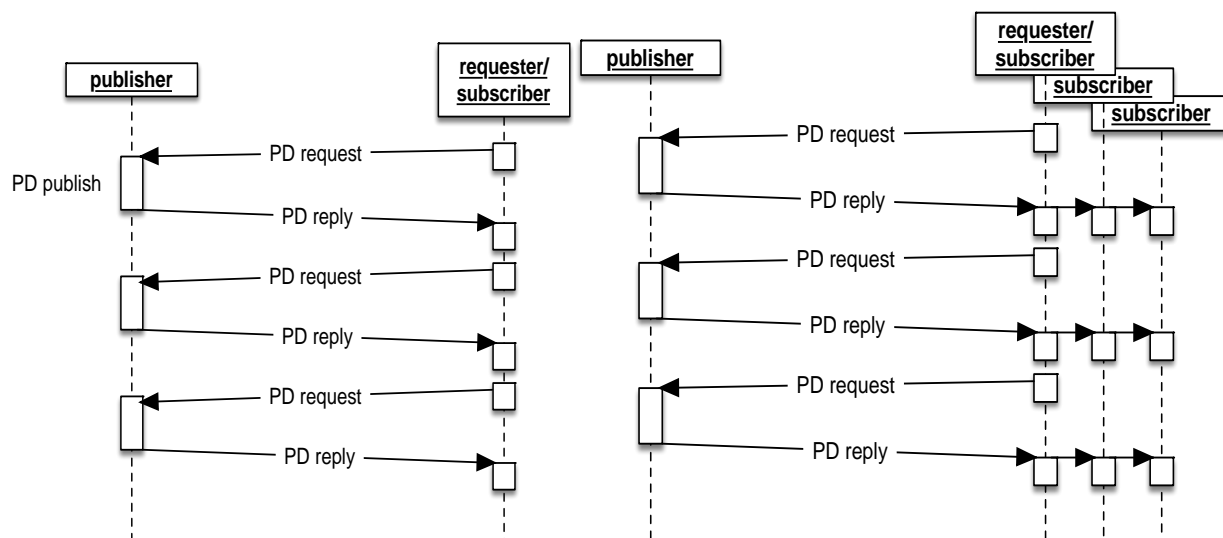 publisher
requester/
subscriber
PD request
PD publish
PD reply
PD request
PD reply
PD request
PD reply
publisher
requester/
subscriber
subscriber
subscriber
PD request
PD reply
PD request
PD reply
PD request
PD reply